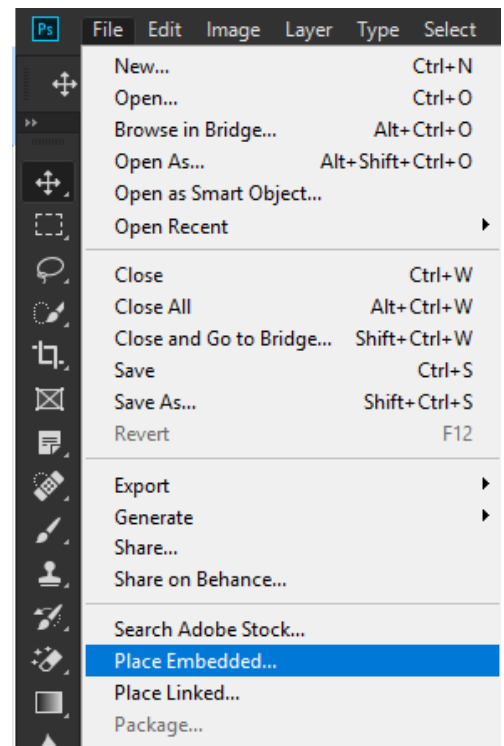 Ps File Edit Image Layer Type Select
New... Ctrl+N
Open... Ctrl+O
Browse in Bridge... Alt+Ctrl+O
Open As... Alt+Shift+Ctrl+O
Open as Smart Object...
Open Recent
Close Ctrl+W
Close All Alt+Ctrl+W
Close and Go to Bridge... Shift+Ctrl+W
Save Ctrl+S
Save As... Shift+Ctrl+S
Revert F12
Export
Generate
Share...
Share on Behance...
Search Adobe Stock...
Place Embedded...
Place Linked...
Package...